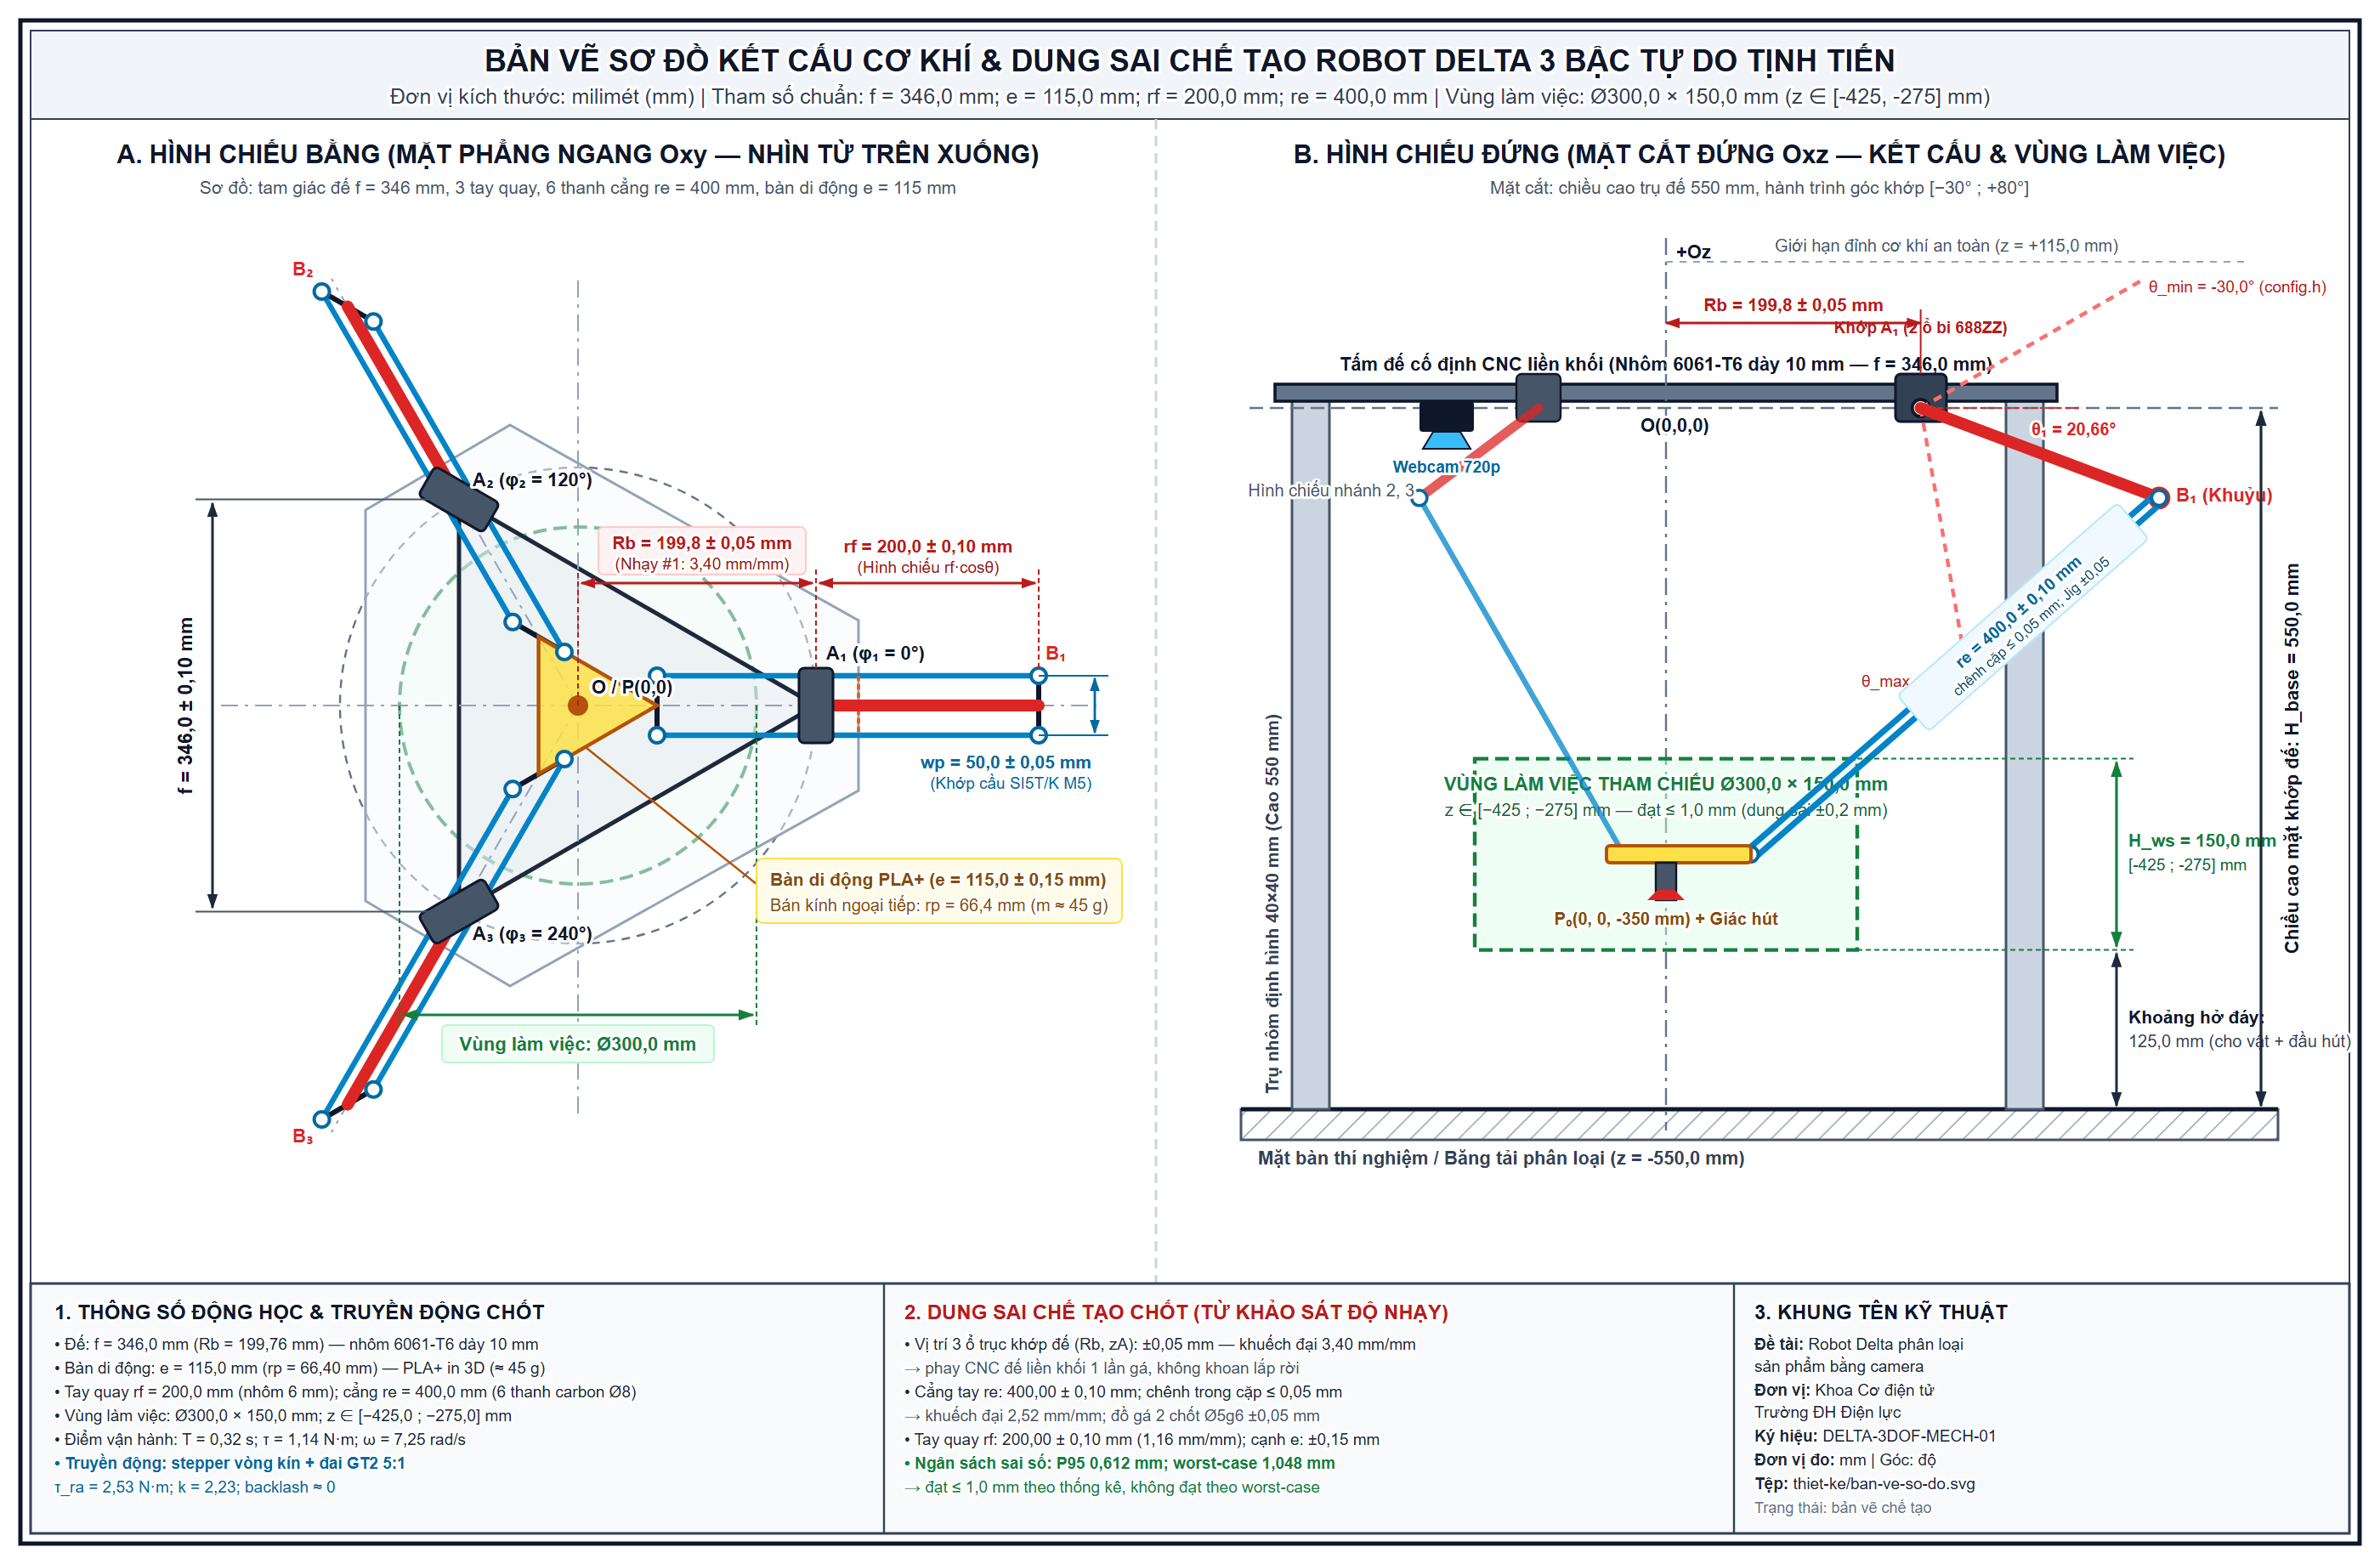 BẢN VẼ SƠ ĐỒ KẾT CẤU CƠ KHÍ & DUNG SAI CHẾ TẠO ROBOT DELTA 3 BẬC TỰ DO TỊNH TIẾN
Đơn vị kích thước: milimét (mm) | Tham số chuẩn: f = 346,0 mm; e = 115,0 mm; rf = 200,0 mm; re = 400,0 mm | Vùng làm việc: Ø300,0 × 150,0 mm (z ∈ [-425, -275] mm)
A. HÌNH CHIẾU BẰNG (MẶT PHẲNG NGANG Oxy — NHÌN TỪ TRÊN XUỐNG)
Sơ đồ: tam giác đế f = 346 mm, 3 tay quay, 6 thanh cẳng re = 400 mm, bàn di động e = 115 mm
B₂
A₂ (φ₂ = 120°)
Rb = 199,8 ± 0,05 mm
(Nhạy #1: 3,40 mm/mm)
rf = 200,0 ± 0,10 mm
(Hình chiếu rf·cosθ)
f = 346,0 ± 0,10 mm
A₁ (φ₁ = 0°)
B₁
O / P(0,0)
wp = 50,0 ± 0,05 mm
(Khớp cầu SI5T/K M5)
Bàn di động PLA+ (e = 115,0 ± 0,15 mm)
Bán kính ngoại tiếp: rp = 66,4 mm (m ≈ 45 g)
A₃ (φ₃ = 240°)
Vùng làm việc: Ø300,0 mm
B₃
B. HÌNH CHIẾU ĐỨNG (MẶT CẮT ĐỨNG Oxz — KẾT CẤU & VÙNG LÀM VIỆC)
Mặt cắt: chiều cao trụ đế 550 mm, hành trình góc khớp [−30° ; +80°]
+Oz
Giới hạn đỉnh cơ khí an toàn (z = +115,0 mm)
θ_min = -30,0° (config.h)
Rb = 199,8 ± 0,05 mm
Khớp A₁ (2 ổ bi 688ZZ)
Tấm đế cố định CNC liền khối (Nhôm 6061-T6 dày 10 mm — f = 346,0 mm)
O(0,0,0)
θ₁ = 20,66°
Webcam 720p
Hình chiếu nhánh 2, 3
B₁ (Khuỷu)
re = 400,0 ± 0,10 mm
chênh cặp ≤ 0,05 mm; Jig ±0,05
θ_max
Chiều cao mặt khớp đế: H_base = 550,0 mm
Trụ nhôm định hình 40×40 mm (Cao 550 mm)
VÙNG LÀM VIỆC THAM CHIẾU Ø300,0 × 150,0 mm
z ∈ [−425 ; −275] mm — đạt ≤ 1,0 mm (dung sai ±0,2 mm)
P₀(0, 0, -350 mm) + Giác hút
H_ws = 150,0 mm
[-425 ; -275] mm
Khoảng hở đáy:
125,0 mm (cho vật + đầu hút)
Mặt bàn thí nghiệm / Băng tải phân loại (z = -550,0 mm)
1. THÔNG SỐ ĐỘNG HỌC & TRUYỀN ĐỘNG CHỐT
• Đế: f = 346,0 mm (Rb = 199,76 mm) — nhôm 6061-T6 dày 10 mm
• Bàn di động: e = 115,0 mm (rp = 66,40 mm) — PLA+ in 3D (≈ 45 g)
• Tay quay rf = 200,0 mm (nhôm 6 mm); cẳng re = 400,0 mm (6 thanh carbon Ø8)
• Vùng làm việc: Ø300,0 × 150,0 mm; z ∈ [−425,0 ; −275,0] mm
• Điểm vận hành: T = 0,32 s; τ = 1,14 N·m; ω = 7,25 rad/s
• Truyền động: stepper vòng kín + đai GT2 5:1
τ_ra = 2,53 N·m; k = 2,23; backlash ≈ 0
2. DUNG SAI CHẾ TẠO CHỐT (TỪ KHẢO SÁT ĐỘ NHẠY)
• Vị trí 3 ổ trục khớp đế (Rb, zA): ±0,05 mm — khuếch đại 3,40 mm/mm
→ phay CNC đế liền khối 1 lần gá, không khoan lắp rời
• Cẳng tay re: 400,00 ± 0,10 mm; chênh trong cặp ≤ 0,05 mm
→ khuếch đại 2,52 mm/mm; đồ gá 2 chốt Ø5g6 ±0,05 mm
• Tay quay rf: 200,00 ± 0,10 mm (1,16 mm/mm); cạnh e: ±0,15 mm
• Ngân sách sai số: P95 0,612 mm; worst-case 1,048 mm
→ đạt ≤ 1,0 mm theo thống kê, không đạt theo worst-case
3. KHUNG TÊN KỸ THUẬT
Đề tài: Robot Delta phân loại
sản phẩm bằng camera
Đơn vị: Khoa Cơ điện tử
Trường ĐH Điện lực
Ký hiệu: DELTA-3DOF-MECH-01
Đơn vị đo: mm | Góc: độ
Tệp: thiet-ke/ban-ve-so-do.svg
Trạng thái: bản vẽ chế tạo